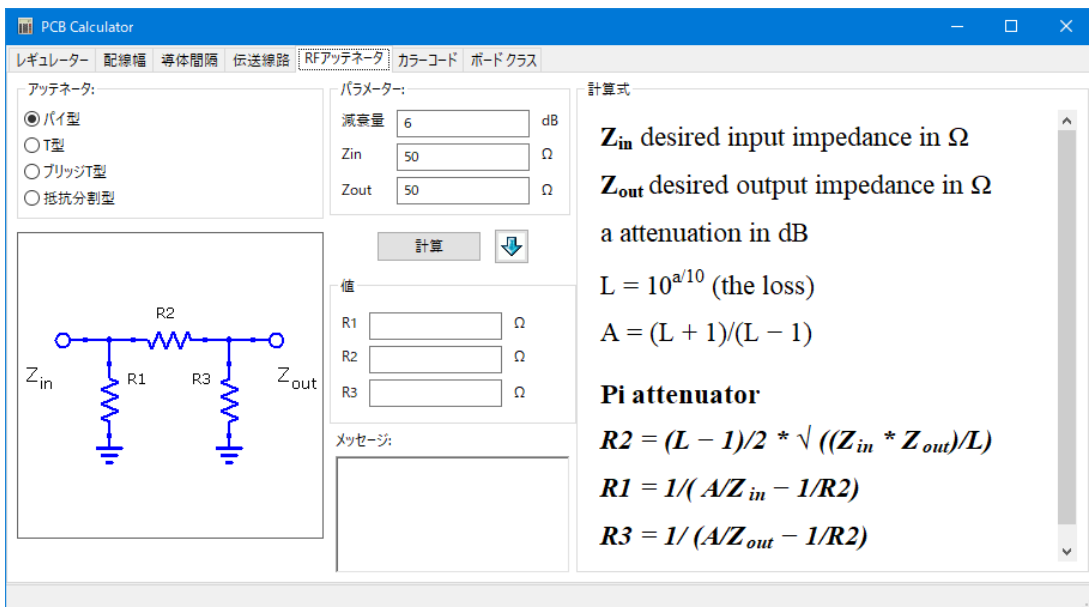 PCB Calculator
レギュレーター 配線幅 導体間隔 伝送線路 RFアッテネータ カラーコード ボードクラス
アッテネータ:
パイ型
T型
ブリッジT型
抵抗分割型
R2
Zin
R1
R3
Zout
パラメーター:
減衰量 6 dB
Zin 50 Ω
Zout 50 Ω
計算
値
R1 Ω
R2 Ω
R3 Ω
メッセージ:
計算式
Zin desired input impedance in Ω
Zout desired output impedance in Ω
a attenuation in dB
L = 10^a/10 (the loss)
A = (L + 1)/(L − 1)
Pi attenuator
R2 = (L − 1)/2 * √ ((Zin * Zout)/L)
R1 = 1/( A/Zin − 1/R2)
R3 = 1/ (A/Zout − 1/R2)